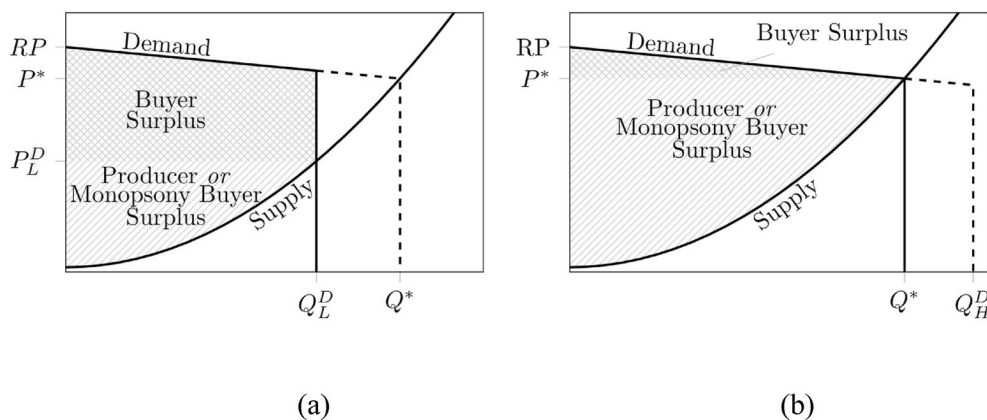 RP
P*
P_L^D
Demand
Buyer
Surplus
Producer or
Monopsony Buyer
Surplus
Supply
Q_L^D
Q*
(a)
RP
P*
Demand
Buyer Surplus
Producer or
Monopsony Buyer
Surplus
Supply
Q*
Q_H^D
(b)